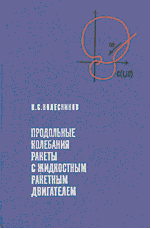 К.С.КОЛЕСНИКОВ
ПРОДОЛЬНЫЕ
КОЛЕБАНИЯ
РАКЕТЫ
С ЖИДКОСТНЫМ
РАКЕТНЫМ
ДВИГАТЕЛЕМ